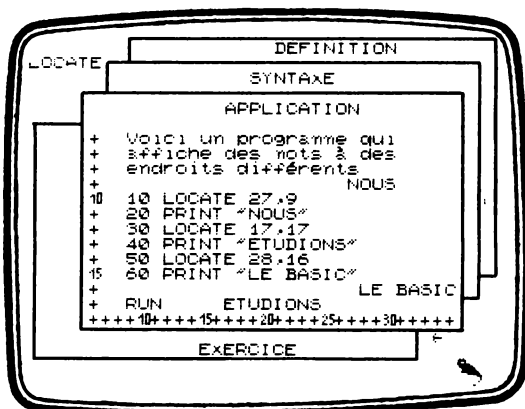 DEFINITION
LOCATE
SYNTAXE
APPLICATION
+ Voici un programme qui
+ affiche des mots à des
+ endroits différents
+ NOUS
10 10 LOCATE 27,9
+ 20 PRINT "NOUS"
+ 30 LOCATE 17,17
+ 40 PRINT "ETUDIONS"
+ 50 LOCATE 28,16
15 60 PRINT "LE BASIC"
+ LE BASIC
+ RUN ETUDIONS
++++10++++15++++20++++25++++30+++++
EXERCICE